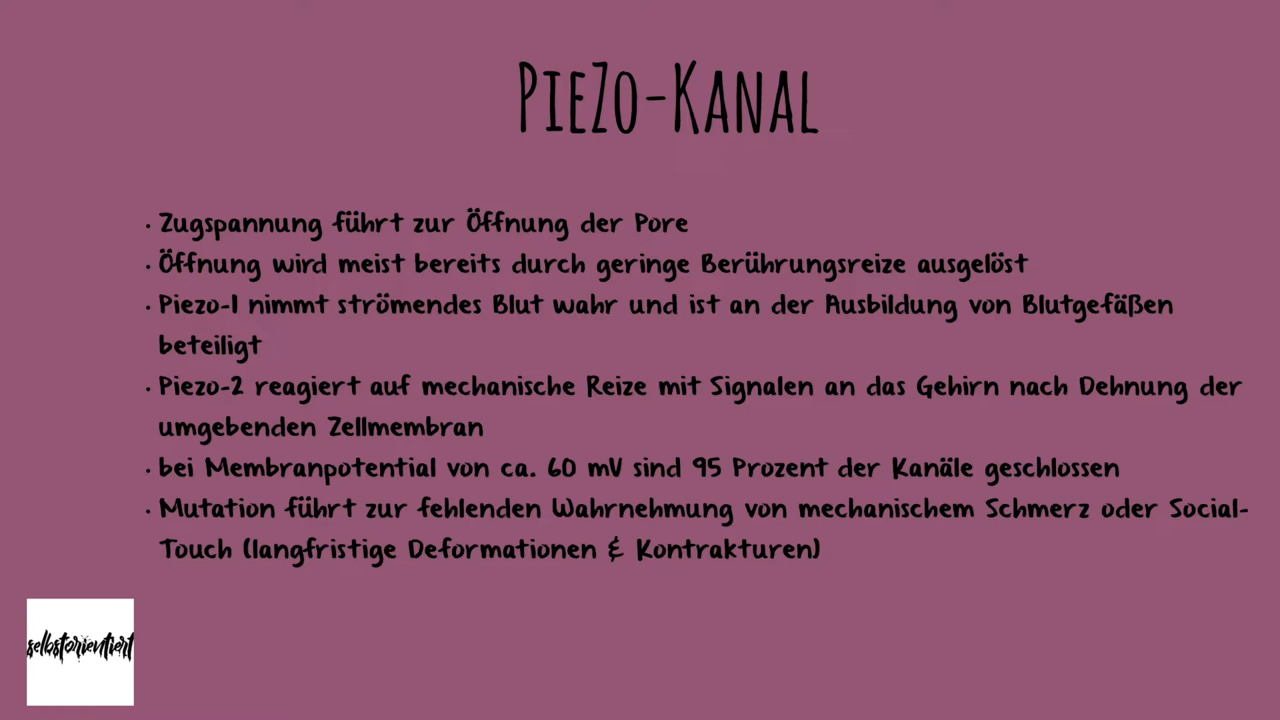 PieZo-Kanal
· Zugspannung führt zur Öffnung der Pore
· Öffnung wird meist bereits durch geringe Berührungsreize ausgelöst
· Piezo-1 nimmt strömendes Blut wahr und ist an der Ausbildung von Blutgefäßen
beteiligt
· Piezo-2 reagiert auf mechanische Reize mit Signalen an das Gehirn nach Dehnung der
umgebenden Zellmembran
· bei Membranpotential von ca. 60 mV sind 95 Prozent der Kanäle geschlossen
· Mutation führt zur fehlenden Wahrnehmung von mechanischem Schmerz oder Social-
Touch (langfristige Deformationen & Kontrakturen)
selbstorientiert